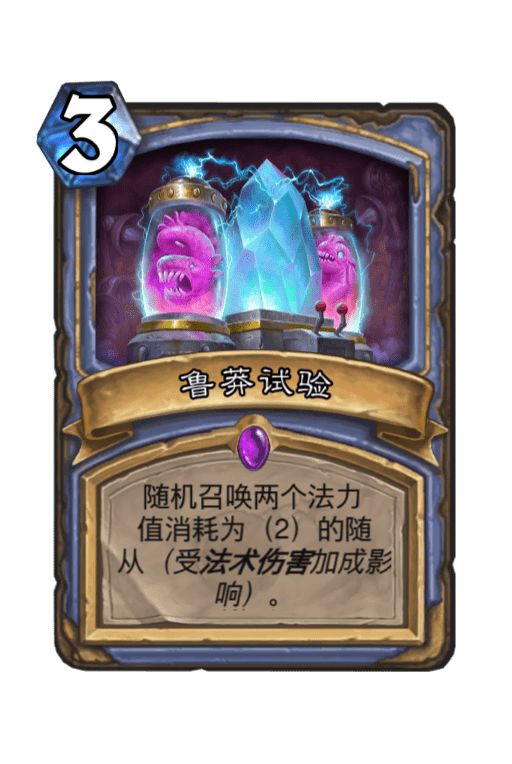 3
鲁莽试验
随机召唤两个法力
值消耗为（2）的随
从（受法术伤害加成影
响）。